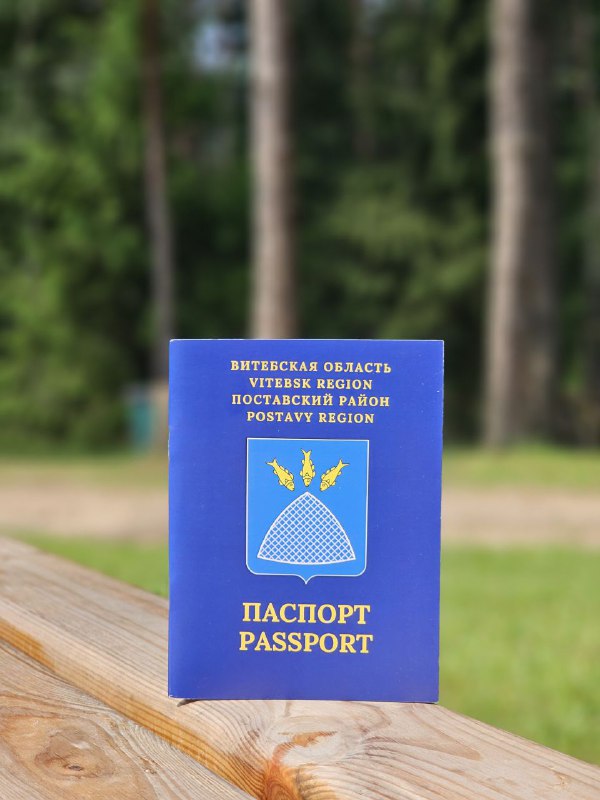 ВИТЕБСКАЯ ОБЛАСТЬ
VITEBSK REGION
ПОСТАВСКИЙ РАЙОН
POSTAVY REGION
ПАСПОРТ
PASSPORT